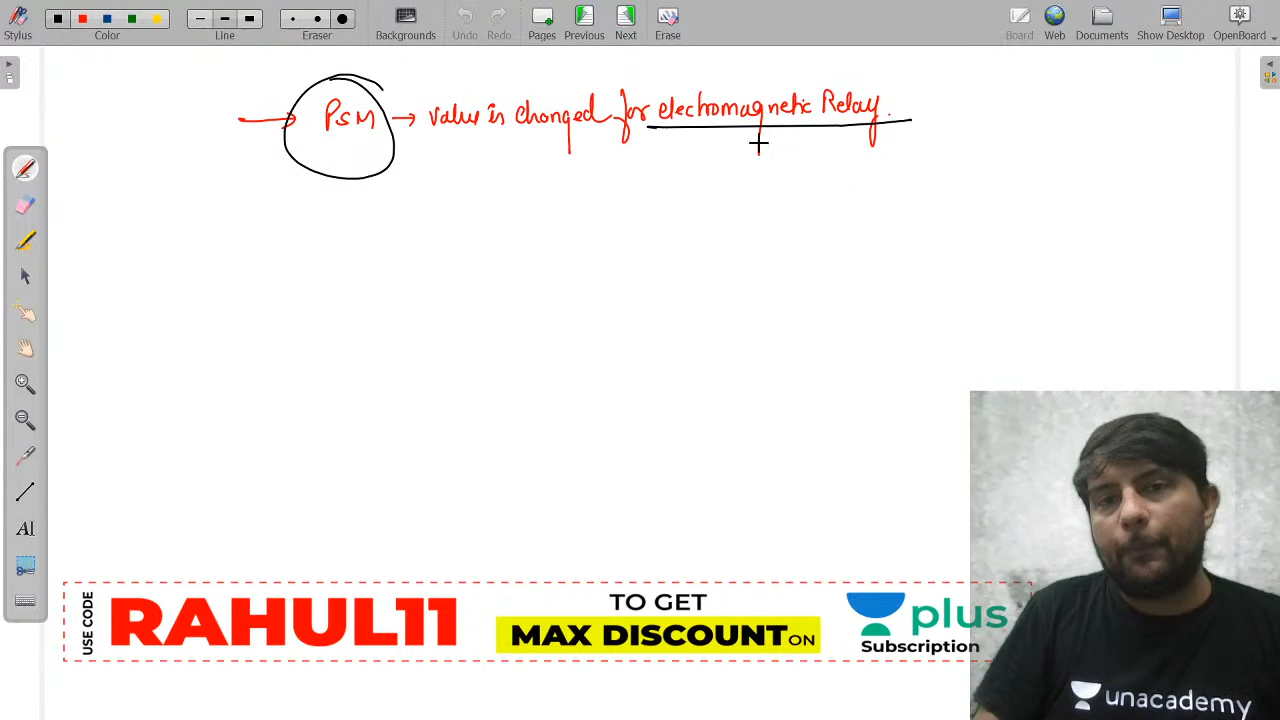 Stylus
Color
Line
Eraser
Backgrounds
Undo
Redo
Pages
Previous
Next
Erase
Board
Web
Documents
Show Desktop
OpenBoard
PSM → value is changed for electromagnetic Relay.
AI
USE CODE
RAHUL11
TO GET
MAX DISCOUNT ON
plus
Subscription
unacademy